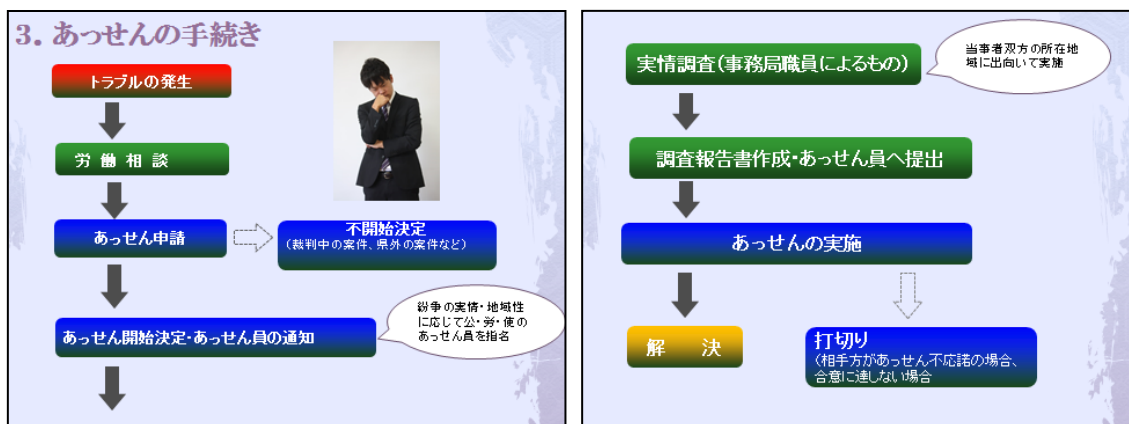 3. あっせんの手続き
トラブルの発生
労 働 相 談
あっせん申請
不開始決定
（裁判中の案件、県外の案件など）
あっせん開始決定・あっせん員の通知
紛争の実情・地域性
に応じて公・労・使の
あっせん員を指名
実情調査（事務局職員によるもの）
当事者双方の所在地
域に出向いて実施
調査報告書作成・あっせん員へ提出
あっせんの実施
解 決
打切り
（相手方があっせん不応諾の場合、
合意に達しない場合